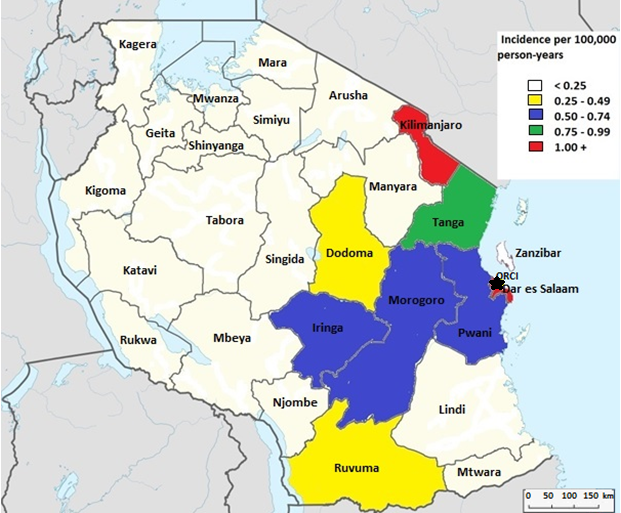 Incidence per 100,000
person-years
< 0.25
0.25 - 0.49
0.50 - 0.74
0.75 - 0.99
1.00 +
Kagera
Mara
Mwanza
Arusha
Simiyu
Geita
Shinyanga
Kilimanjaro
Kigoma
Manyara
Tabora
Tanga
Singida
Dodoma
Zanzibar
Katavi
ORCI
Dar es Salaam
Morogoro
Iringa
Pwani
Rukwa
Mbeya
Njombe
Lindi
Ruvuma
Mtwara
0 50 100 150 km